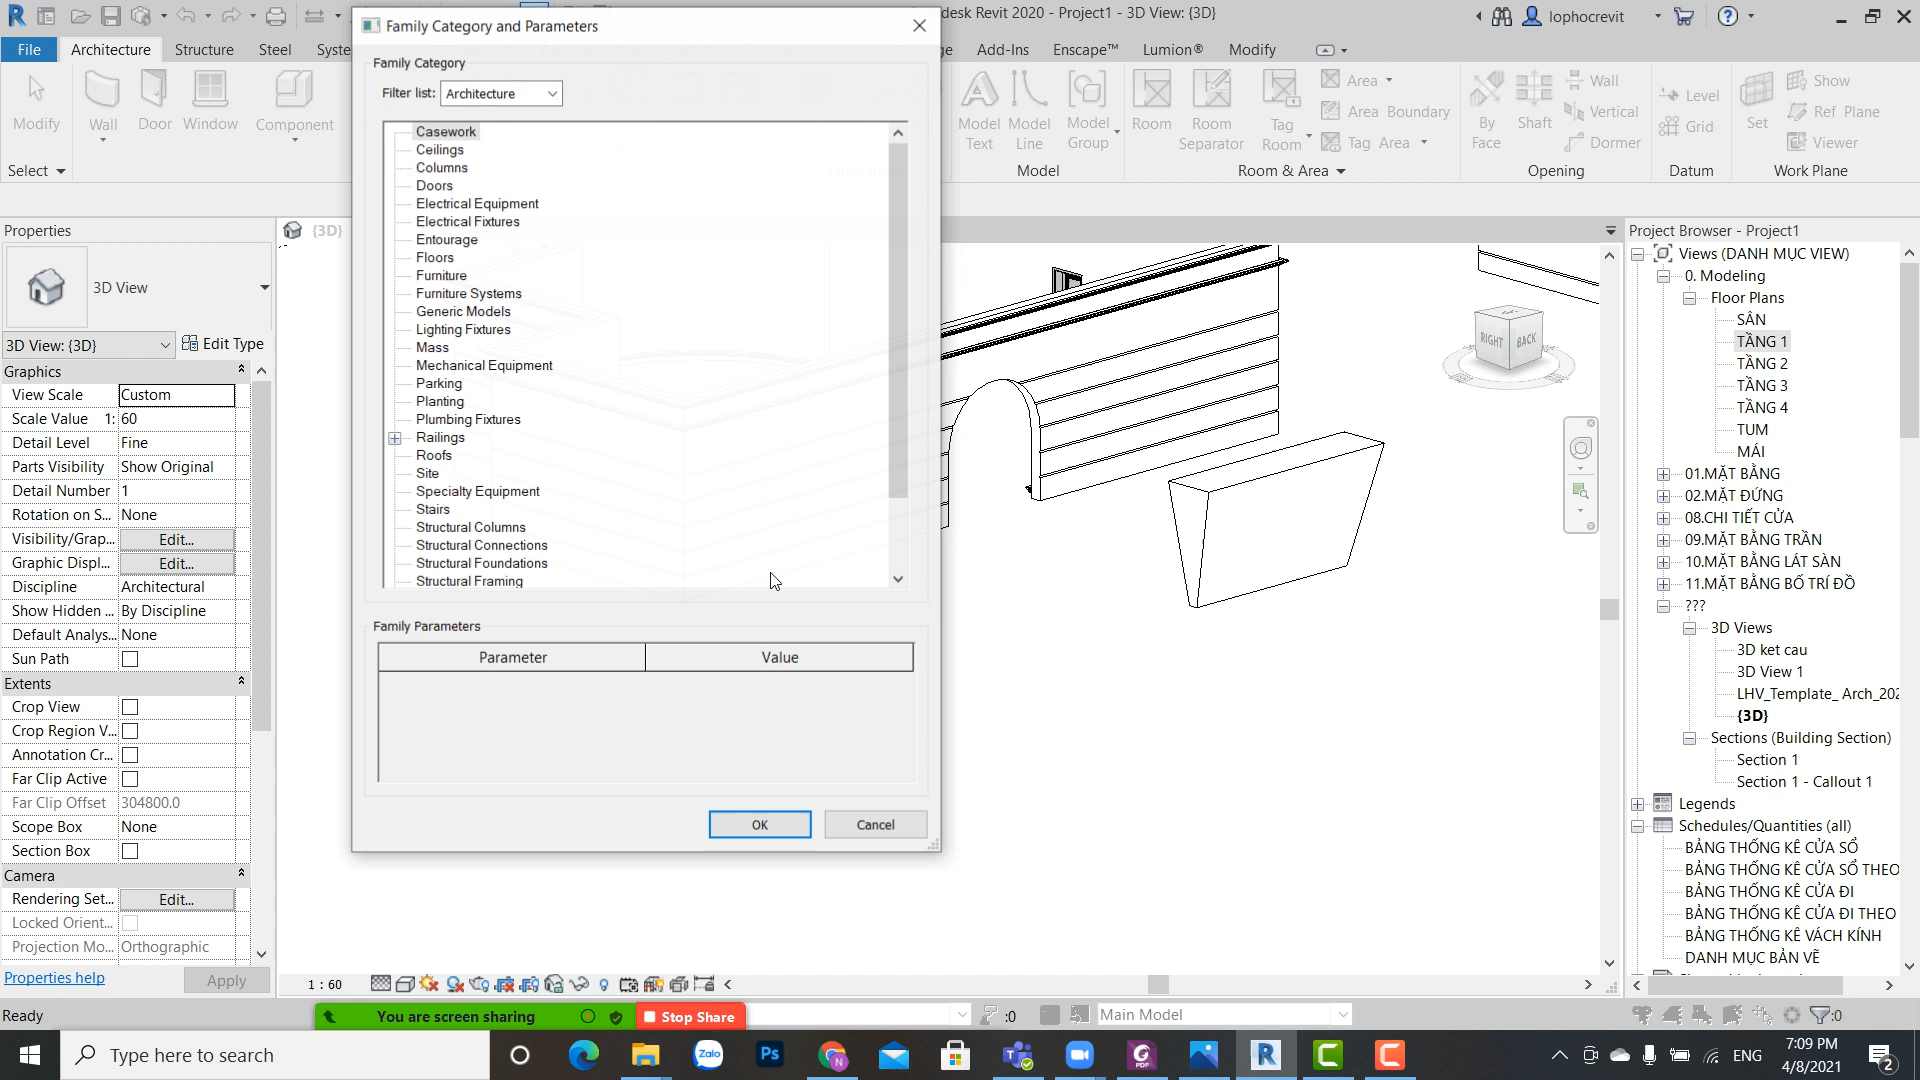 Family Category and Parameters
desk Revit 2020 - Project1 - 3D View: {3D}
lophocrevit
File
Architecture
Structure
Steel
Syste
Add-Ins
Enscape™
Lumion®
Modify
Modify
Wall
Door
Window
Component
Model Text
Model Line
Model Group
Room
Room Separator
Tag Room
Area
Area Boundary
Tag Area
By Face
Shaft
Wall
Vertical
Dormer
Level
Grid
Set
Show
Ref Plane
Viewer
Select
Model
Room & Area
Opening
Datum
Work Plane
Family Category
Filter list:
Architecture
Casework
Ceilings
Columns
Doors
Electrical Equipment
Electrical Fixtures
Entourage
Floors
Furniture
Furniture Systems
Generic Models
Lighting Fixtures
Mass
Mechanical Equipment
Parking
Planting
Plumbing Fixtures
Railings
Roofs
Site
Specialty Equipment
Stairs
Structural Columns
Structural Connections
Structural Foundations
Structural Framing
Family Parameters
Parameter
Value
OK
Cancel
Properties
3D View
3D View: {3D}
Edit Type
Graphics
View Scale
Custom
Scale Value 1:
60
Detail Level
Fine
Parts Visibility
Show Original
Detail Number
1
Rotation on S...
None
Visibility/Grap...
Edit...
Graphic Displ...
Edit...
Discipline
Architectural
Show Hidden ...
By Discipline
Default Analys...
None
Sun Path
Extents
Crop View
Crop Region V...
Annotation Cr...
Far Clip Active
Far Clip Offset
304800.0
Scope Box
None
Section Box
Camera
Rendering Set...
Edit...
Locked Orient...
Projection Mo...
Orthographic
Properties help
Apply
{3D}
RIGHT
BACK
1 : 60
Project Browser - Project1
Views (DANH MỤC VIEW)
0. Modeling
Floor Plans
SÂN
TẦNG 1
TẦNG 2
TẦNG 3
TẦNG 4
TUM
MÁI
01.MẶT BẰNG
02.MẶT ĐỨNG
08.CHI TIẾT CỬA
09.MẶT BẰNG TRẦN
10.MẶT BẰNG LÁT SÀN
11.MẶT BẰNG BỐ TRÍ ĐỒ
???
3D Views
3D ket cau
3D View 1
LHV_Template_ Arch_202
{3D}
Sections (Building Section)
Section 1
Section 1 - Callout 1
Legends
Schedules/Quantities (all)
BẢNG THỐNG KÊ CỬA SỔ
BẢNG THỐNG KÊ CỬA SỔ THEO
BẢNG THỐNG KÊ CỬA ĐI
BẢNG THỐNG KÊ CỬA ĐI THEO
BẢNG THỐNG KÊ VÁCH KÍNH
DANH MỤC BẢN VẼ
Ready
You are screen sharing
Stop Share
:0
Main Model
:0
Type here to search
Zalo
Ps
N
PDF
R
ENG
7:09 PM
4/8/2021
2